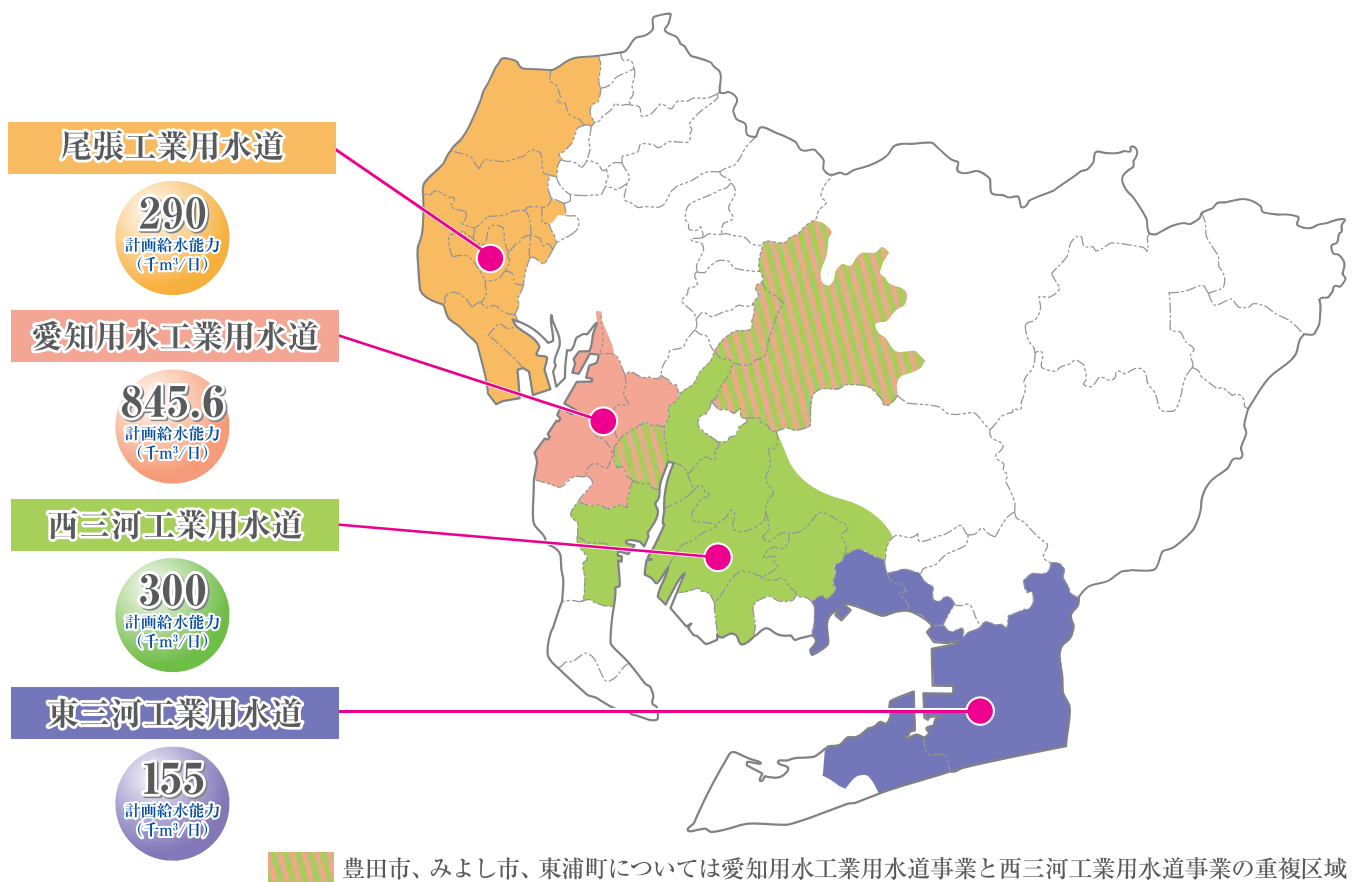 尾張工業用水道
290
計画給水能力
(千m³/日)
愛知用水工業用水道
845.6
計画給水能力
(千m³/日)
西三河工業用水道
300
計画給水能力
(千m³/日)
東三河工業用水道
155
計画給水能力
(千m³/日)
豊田市、みよし市、東浦町については愛知用水工業用水道事業と西三河工業用水道事業の重複区域